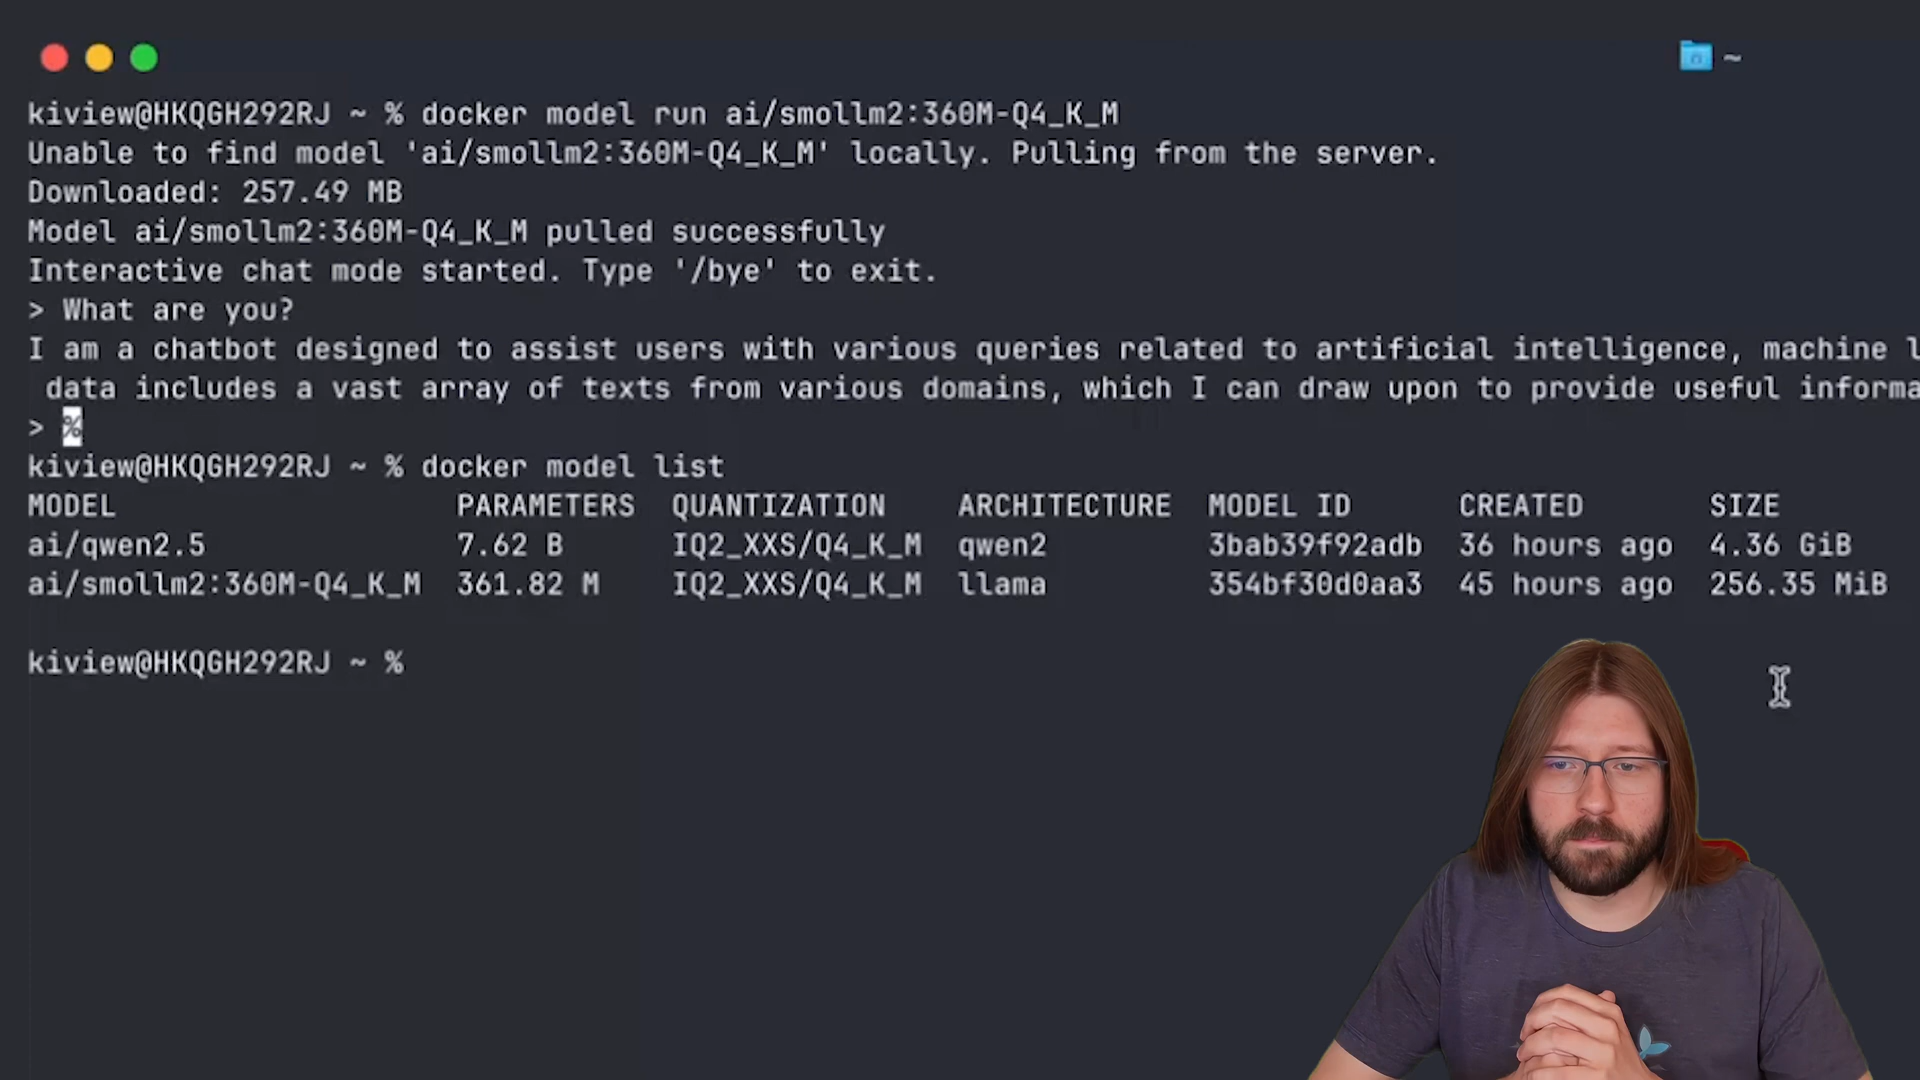 ~
kiview@HKQGH292RJ ~ % docker model run ai/smollm2:360M-Q4_K_M
Unable to find model 'ai/smollm2:360M-Q4_K_M' locally. Pulling from the server.
Downloaded: 257.49 MB
Model ai/smollm2:360M-Q4_K_M pulled successfully
Interactive chat mode started. Type '/bye' to exit.
> What are you?
I am a chatbot designed to assist users with various queries related to artificial intelligence, machine l
data includes a vast array of texts from various domains, which I can draw upon to provide useful informa
> %
kiview@HKQGH292RJ ~ % docker model list
MODEL PARAMETERS QUANTIZATION ARCHITECTURE MODEL ID CREATED SIZE
ai/qwen2.5 7.62 B IQ2_XXS/Q4_K_M qwen2 3bab39f92adb 36 hours ago 4.36 GiB
ai/smollm2:360M-Q4_K_M 361.82 M IQ2_XXS/Q4_K_M llama 354bf30d0aa3 45 hours ago 256.35 MiB
kiview@HKQGH292RJ ~ %